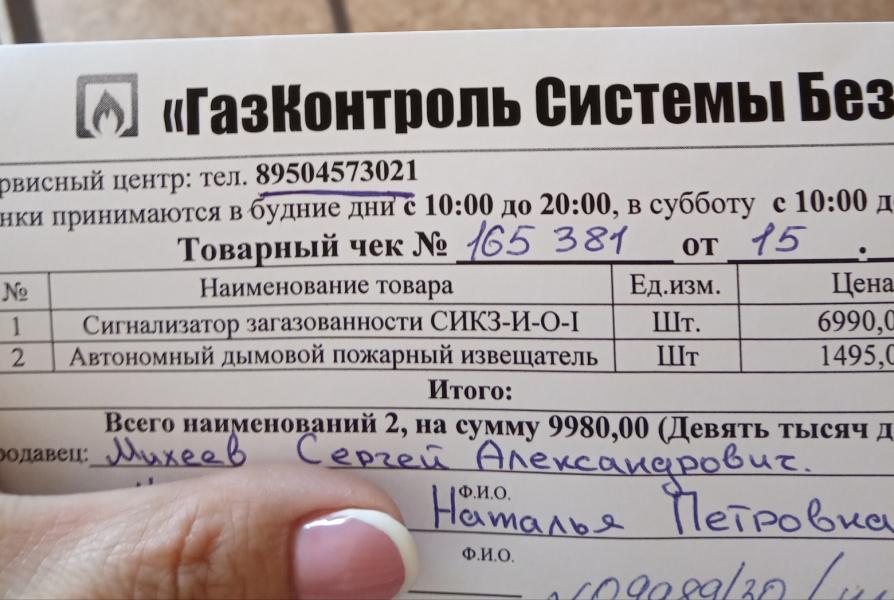 «ГазКонтроль Системы Без
рвисный центр: тел. 89504573021
нки принимаются в будние дни с 10:00 до 20:00, в субботу с 10:00 д
Товарный чек № 165 381 от 15 .
№ Наименование товара Ед.изм. Цена
1 Сигнализатор загазованности СИКЗ-И-О-I Шт. 6990,0
2 Автономный дымовой пожарный извещатель Шт 1495,0
Итого:
Всего наименований 2, на сумму 9980,00 (Девять тысяч д
родавец: Михеев Сергей Александрович.
Ф.И.О.
Наталья Петровна
Ф.И.О.